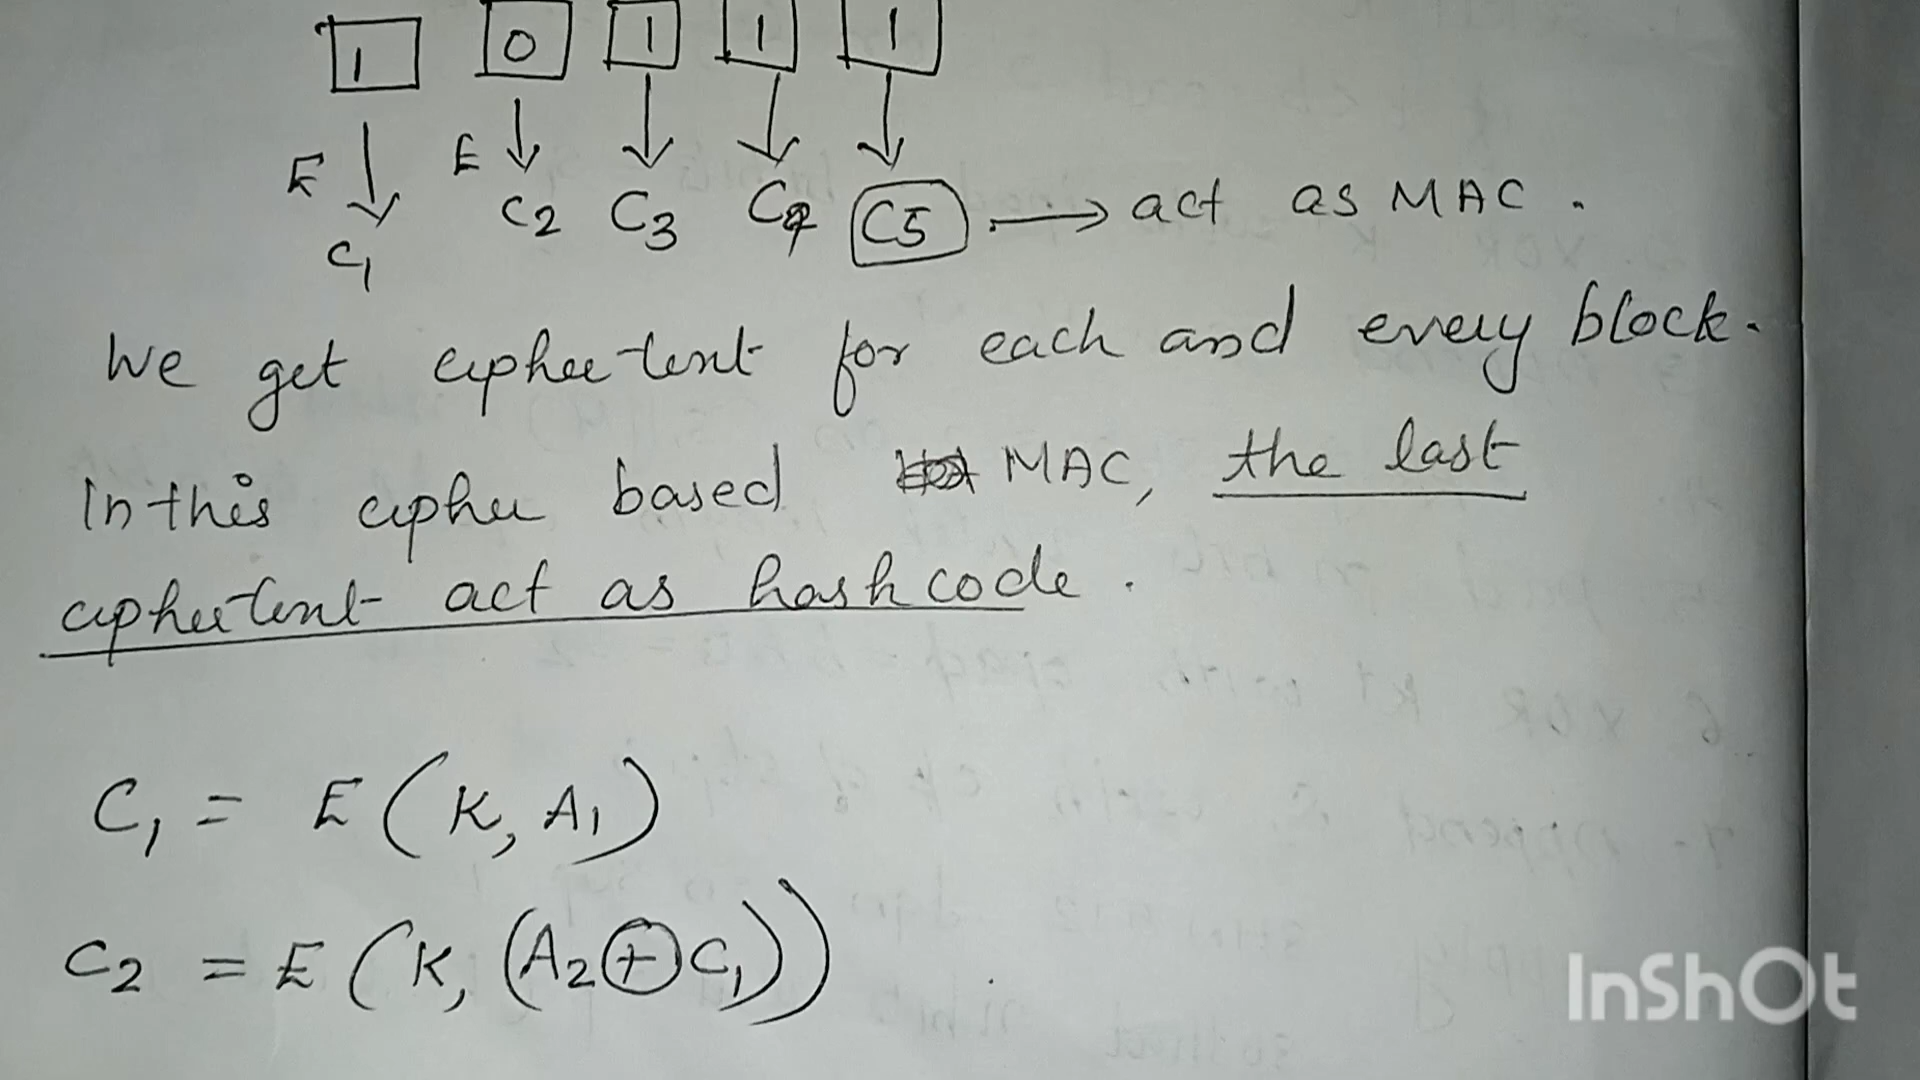 1 0 1 1 1
E E
C1 C2 C3 C4 C5 → act as MAC.
We get ciphertext for each and every block.
In this cipher based MAC, the last
ciphertext act as hash code.
C1 = E(K, A1)
C2 = E(K, (A2⊕C1))
InShOt